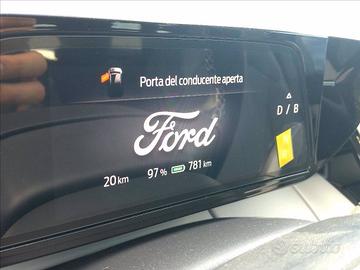 Porta del conducente aperta
D / B
Ford
20 km 97 % 781 km